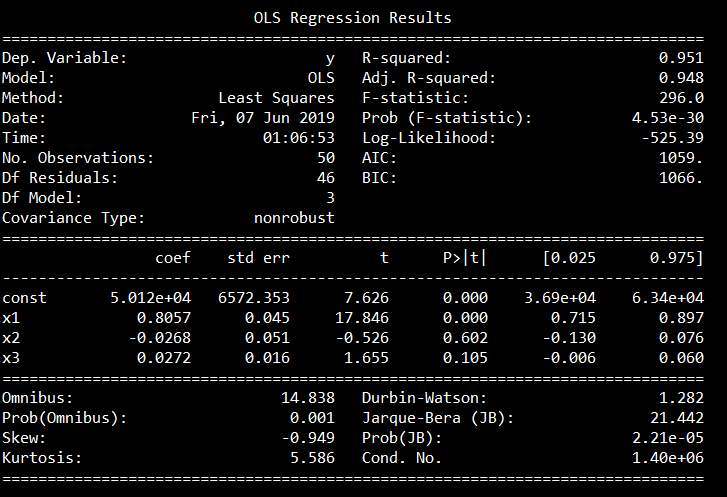 OLS Regression Results
==============================================================================
Dep. Variable:                      y   R-squared:                       0.951
Model:                            OLS   Adj. R-squared:                  0.948
Method:                 Least Squares   F-statistic:                     296.0
Date:                Fri, 07 Jun 2019   Prob (F-statistic):           4.53e-30
Time:                        01:06:53   Log-Likelihood:                -525.39
No. Observations:                  50   AIC:                             1059.
Df Residuals:                      46   BIC:                             1066.
Df Model:                           3
Covariance Type:            nonrobust
==============================================================================
                 coef    std err          t      P>|t|      [0.025      0.975]
------------------------------------------------------------------------------
const       5.012e+04   6572.353      7.626      0.000    3.69e+04    6.34e+04
x1             0.8057      0.045     17.846      0.000       0.715       0.897
x2            -0.0268      0.051     -0.526      0.602      -0.130       0.076
x3             0.0272      0.016      1.655      0.105      -0.006       0.060
==============================================================================
Omnibus:                       14.838   Durbin-Watson:                   1.282
Prob(Omnibus):                  0.001   Jarque-Bera (JB):               21.442
Skew:                          -0.949   Prob(JB):                     2.21e-05
Kurtosis:                       5.586   Cond. No.                     1.40e+06
==============================================================================